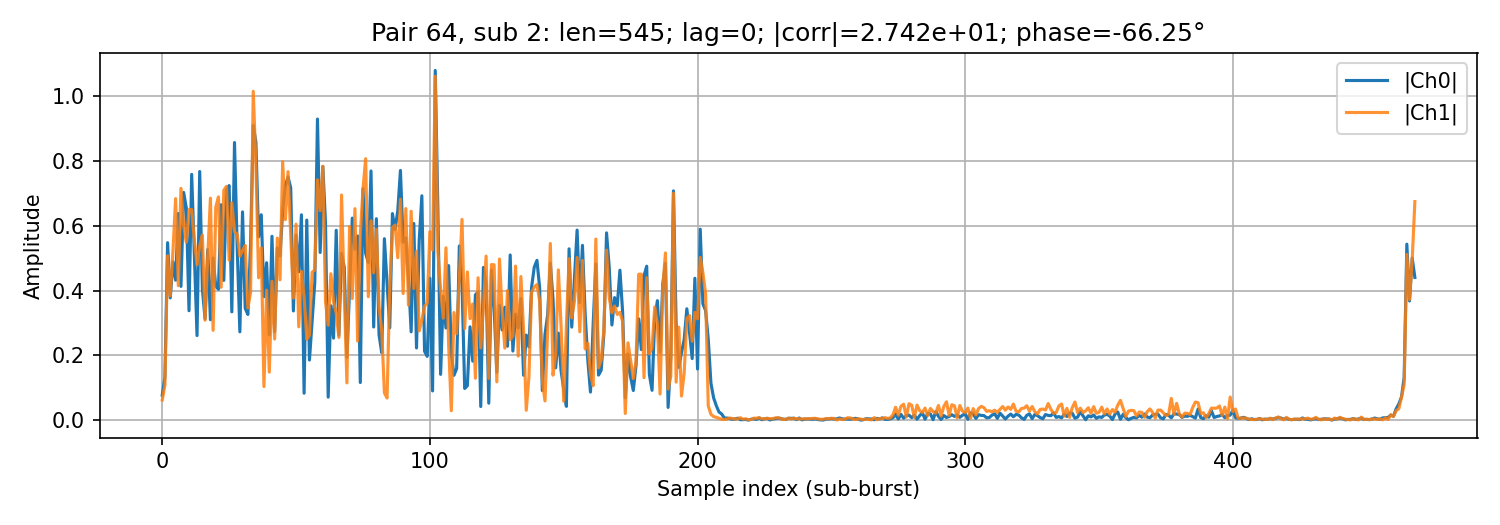 Pair 64, sub 2: len=545; lag=0; |corr|=2.742e+01; phase=-66.25°
|Ch0|
|Ch1|
Amplitude
1.0
0.8
0.6
0.4
0.2
0.0
0 100 200 300 400
Sample index (sub-burst)